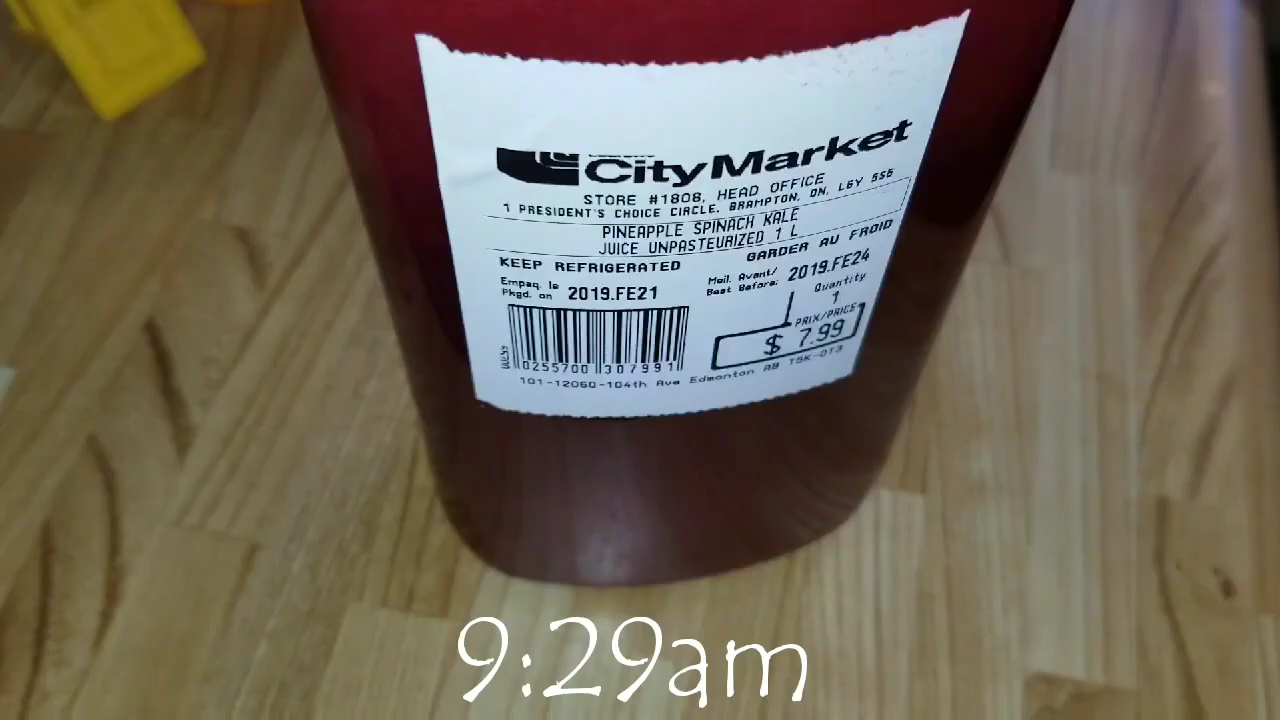 CityMarket
STORE #1808, HEAD OFFICE
1 PRESIDENT'S CHOICE CIRCLE, BRAMPTON, ON, L6Y 5S5
PINEAPPLE SPINACH KALE
JUICE UNPASTEURIZED 1 L
KEEP REFRIGERATED GARDER AU FROID
Empaq. le
Pkgd. on 2019.FE21
Meil. Avant/
Best Before: 2019.FE24
Quantity
1
PRIX/PRICE
$ 7.99
0255700 307991
101-12060-104th Ave Edmonton AB T5K-0T3
9:29am